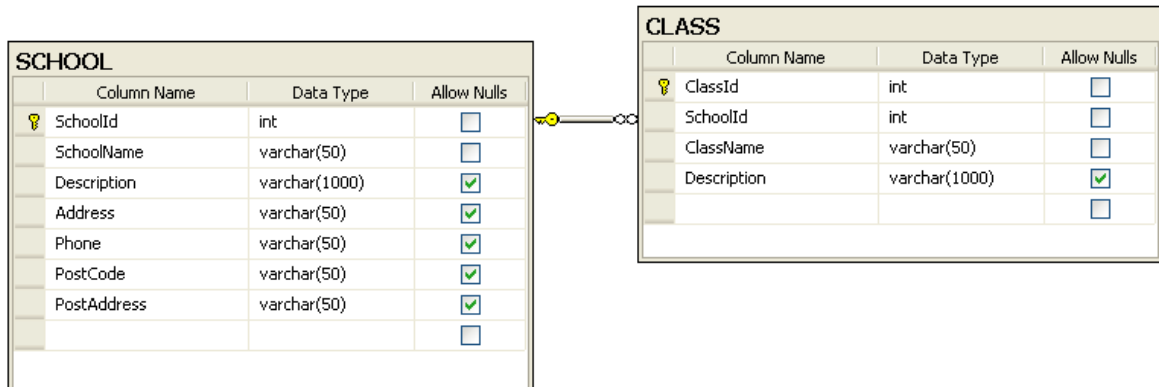 SCHOOL
Column Name Data Type Allow Nulls
SchoolId int
SchoolName varchar(50)
Description varchar(1000)
Address varchar(50)
Phone varchar(50)
PostCode varchar(50)
PostAddress varchar(50)
CLASS
Column Name Data Type Allow Nulls
ClassId int
SchoolId int
ClassName varchar(50)
Description varchar(1000)